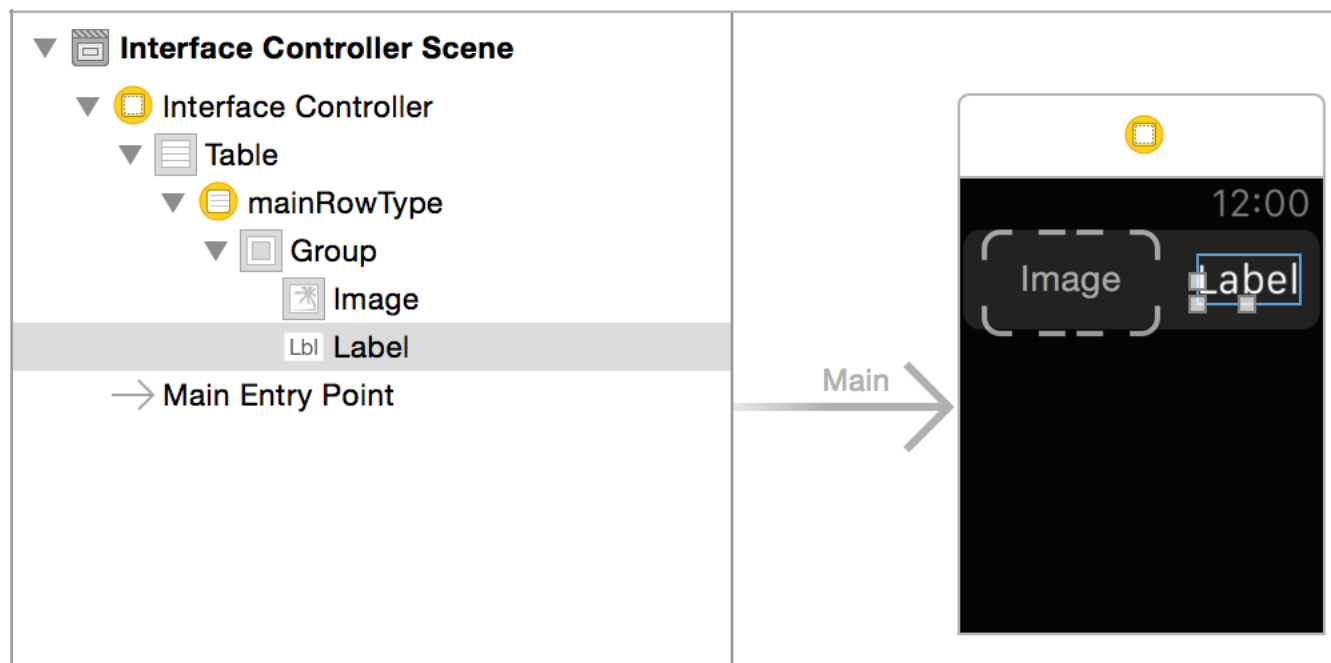 Interface Controller Scene
Interface Controller
Table
mainRowType
Group
Image
Lbl Label
Main Entry Point
Main
12:00
Image Label